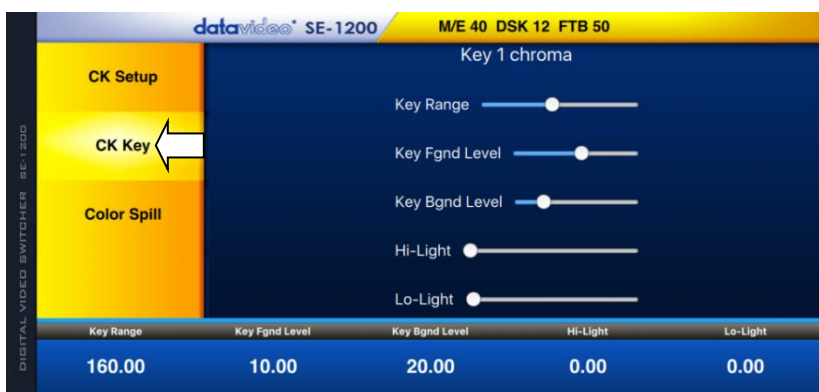 datavideo SE-1200
M/E 40 DSK 12 FTB 50
CK Setup
CK Key
Color Spill
DIGITAL VIDEO SWITCHER SE-1200
Key 1 chroma
Key Range
Key Fgnd Level
Key Bgnd Level
Hi-Light
Lo-Light
Key Range Key Fgnd Level Key Bgnd Level Hi-Light Lo-Light
160.00 10.00 20.00 0.00 0.00